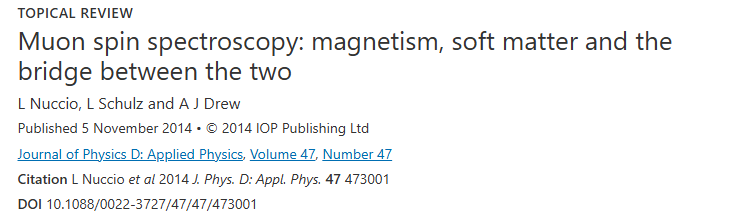 TOPICAL REVIEW
Muon spin spectroscopy: magnetism, soft matter and the
bridge between the two
L Nuccio, L Schulz and A J Drew
Published 5 November 2014 • © 2014 IOP Publishing Ltd
Journal of Physics D: Applied Physics, Volume 47, Number 47
Citation L Nuccio et al 2014 J. Phys. D: Appl. Phys. 47 473001
DOI 10.1088/0022-3727/47/47/473001